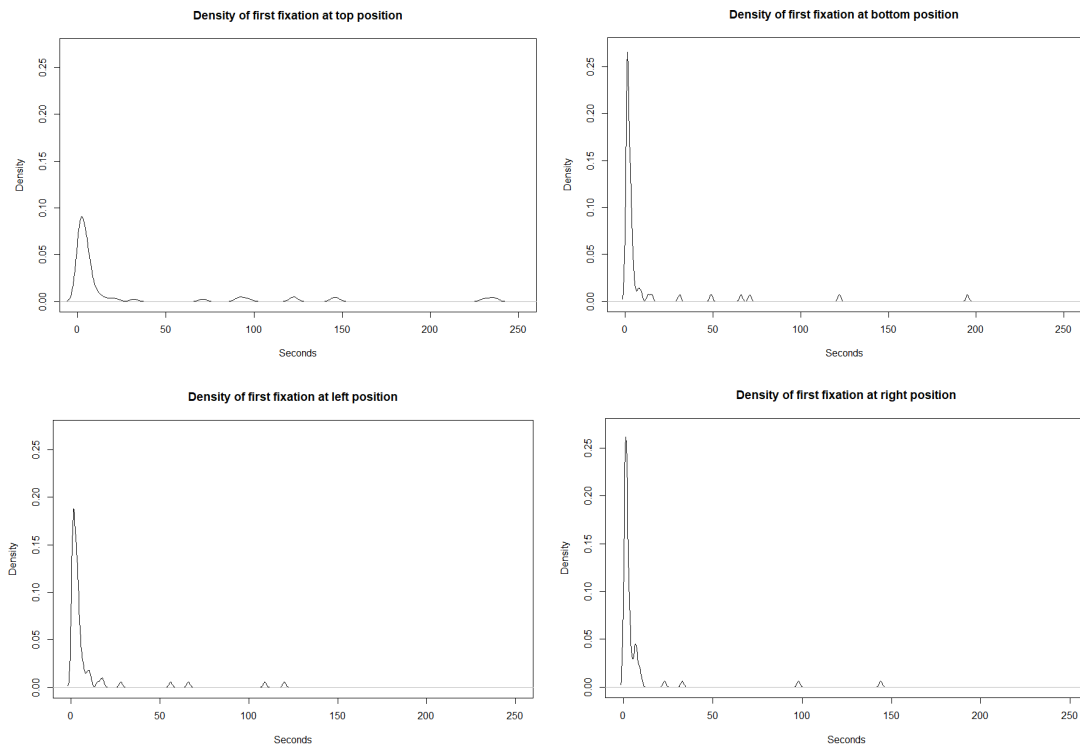 Density of first fixation at top position
0.25
0.20
0.15
0.10
0.05
0.00
Density
0 50 100 150 200 250
Seconds
Density of first fixation at bottom position
0.25
0.20
0.15
0.10
0.05
0.00
Density
0 50 100 150 200 250
Seconds
Density of first fixation at left position
0.25
0.20
0.15
0.10
0.05
0.00
Density
0 50 100 150 200 250
Seconds
Density of first fixation at right position
0.25
0.20
0.15
0.10
0.05
0.00
Density
0 50 100 150 200 250
Seconds